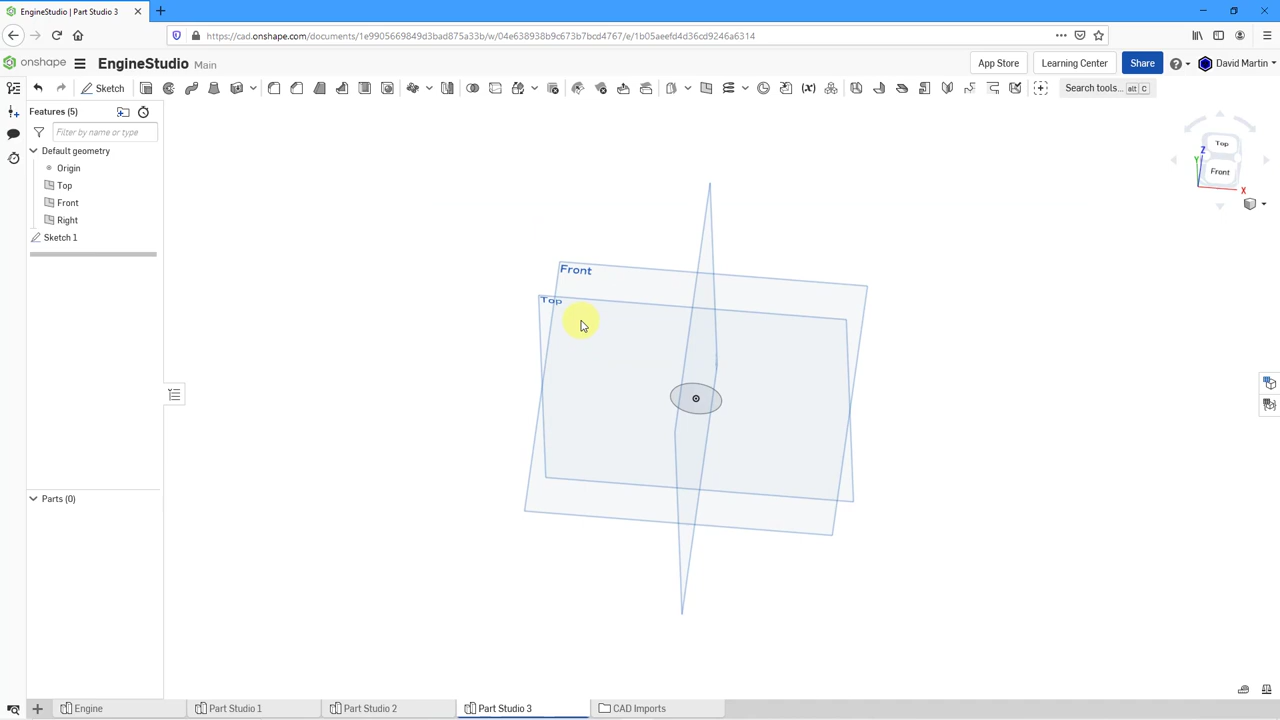 EngineStudio | Part Studio 3
https://cad.onshape.com/documents/1e9905669849d3bad875a33b/w/04e638938b9c673b7bcd4767/e/1b05aeefd4d36cd9246a6314
onshape
EngineStudio Main
App Store
Learning Center
Share
David Martin
Sketch
Search tools... alt C
Features (5)
Filter by name or type
Default geometry
Origin
Top
Front
Right
Sketch 1
Front
Top
Top
Front
Z
Y
X
Parts (0)
Engine
Part Studio 1
Part Studio 2
Part Studio 3
CAD Imports